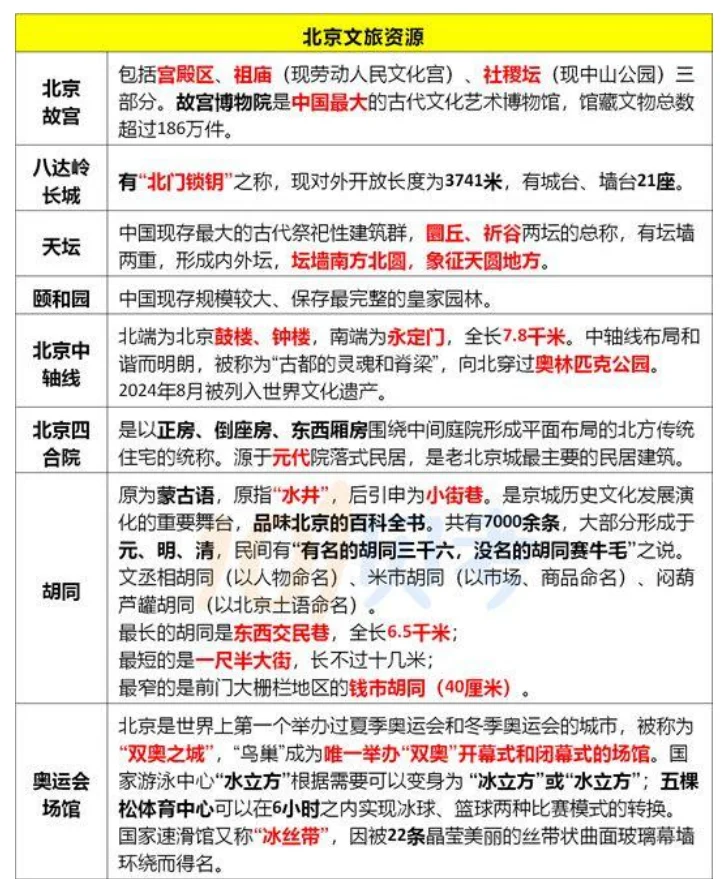 北京文旅资源
北京
故宫
包括宫殿区、祖庙（现劳动人民文化宫）、社稷坛（现中山公园）三
部分。故宫博物院是中国最大的古代文化艺术博物馆，馆藏文物总数
超过186万件。
八达岭
长城
有“北门锁钥”之称，现对外开放长度为3741米，有城台、墙台21座。
天坛
中国现存最大的古代祭祀性建筑群，圜丘、祈谷两坛的总称，有坛墙
两重，形成内外坛，坛墙南方北圆，象征天圆地方。
颐和园
中国现存规模较大、保存最完整的皇家园林。
北京中
轴线
北端为北京鼓楼、钟楼，南端为永定门，全长7.8千米。中轴线布局和
谐而明朗，被称为“古都的灵魂和脊梁”，向北穿过奥林匹克公园。
2024年8月被列入世界文化遗产。
北京四
合院
是以正房、倒座房、东西厢房围绕中间庭院形成平面布局的北方传统
住宅的统称。源于元代院落式民居，是老北京城最主要的民居建筑。
胡同
原为蒙古语，原指“水井”，后引申为小街巷。是京城历史文化发展演
化的重要舞台，品味北京的百科全书。共有7000余条，大部分形成于
元、明、清，民间有“有名的胡同三千六，没名的胡同赛牛毛”之说。
文丞相胡同（以人物命名）、米市胡同（以市场、商品命名）、闷葫
芦罐胡同（以北京土语命名）。
最长的胡同是东西交民巷，全长6.5千米；
最短的是一尺半大街，长不过十几米；
最窄的是前门大栅栏地区的钱市胡同（40厘米）。
奥运会
场馆
北京是世界上第一个举办过夏季奥运会和冬季奥运会的城市，被称为
“双奥之城”，“鸟巢”成为唯一举办“双奥”开幕式和闭幕式的场馆。国
家游泳中心“水立方”根据需要可以变身为 “冰立方”或“水立方”；五棵
松体育中心可以在6小时之内实现冰球、篮球两种比赛模式的转换。
国家速滑馆又称“冰丝带”，因被22条晶莹美丽的丝带状曲面玻璃幕墙
环绕而得名。